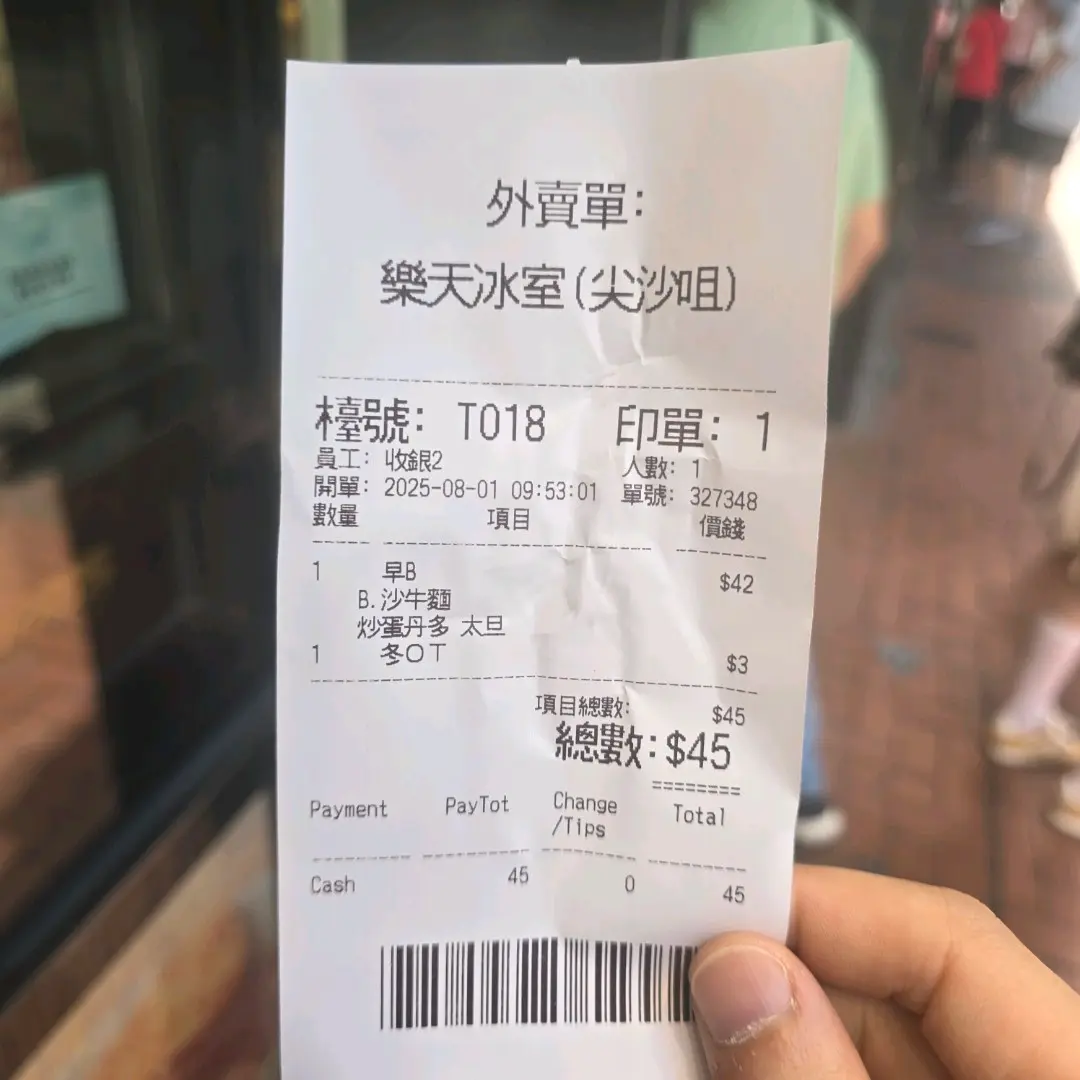 外賣單:
樂天冰室(尖沙咀)
檯號: T018 印單: 1
員工: 收銀2 人數: 1
開單: 2025-08-01 09:53:01 單號: 327348
數量 項目 價錢
1 早B $42
B.沙牛麵
炒蛋丹多 太旦
1 冬OT $3
項目總數: $45
總數:$45
========
Payment PayTot Change/Tips Total
Cash 45 0 45